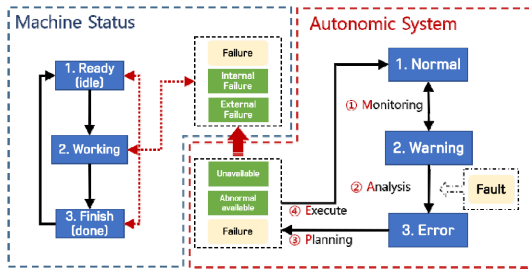 Machine Status
Autonomic System
1. Ready
(idle)
2. Working
3. Finish
(done)
Failure
Internal
Failure
External
Failure
Unavailable
Abnormal
available
Failure
1. Normal
① Monitoring
2. Warning
② Analysis
Fault
④ Execute
③ Planning
3. Error